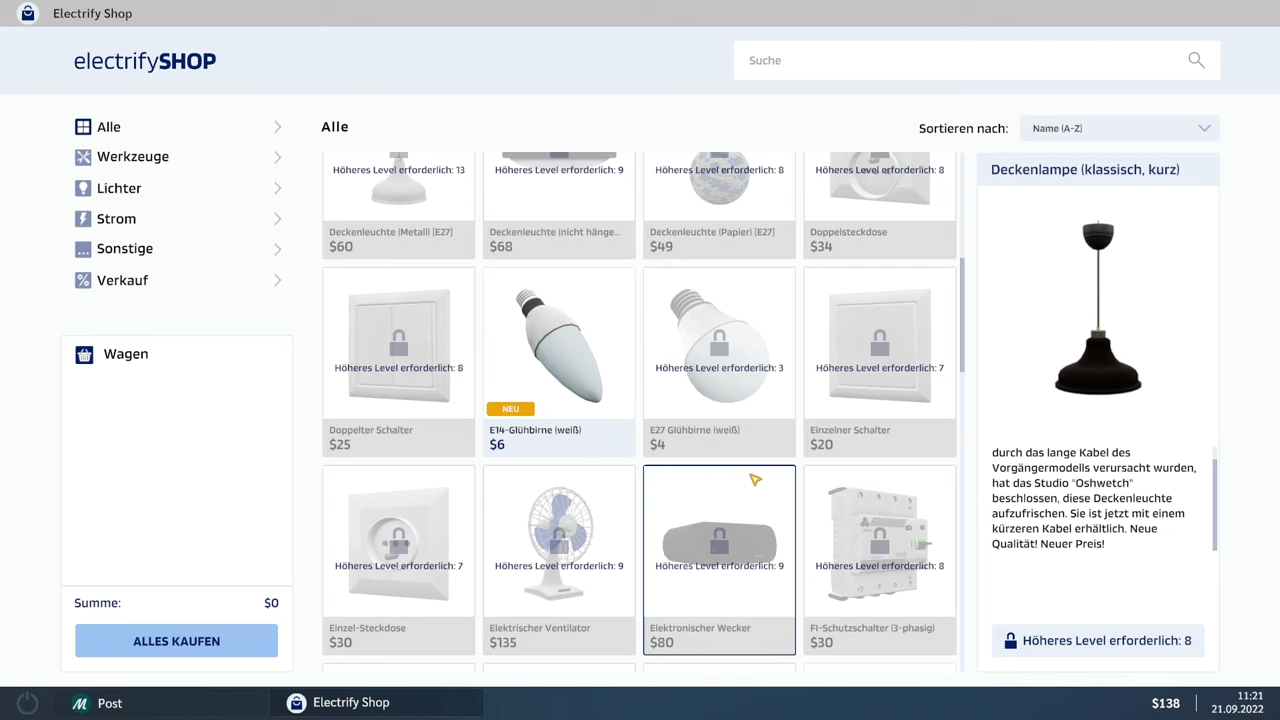 Electrify Shop
electrifySHOP
Suche
Alle
Werkzeuge
Lichter
Strom
Sonstige
Verkauf
Wagen
Summe: $0
ALLES KAUFEN
Alle
Sortieren nach: Name (A-Z)
Höheres Level erforderlich: 13
Höheres Level erforderlich: 9
Höheres Level erforderlich: 8
Höheres Level erforderlich: 8
Deckenleuchte (Metall) [E27]
$60
Deckenleuchte (nicht hänge...
$68
Deckenleuchte (Papier) [E27]
$49
Doppelsteckdose
$34
Höheres Level erforderlich: 8
Doppelter Schalter
$25
NEU
E14-Glühbirne (weiß)
$6
Höheres Level erforderlich: 3
E27 Glühbirne (weiß)
$4
Höheres Level erforderlich: 7
Einzelner Schalter
$20
Höheres Level erforderlich: 7
Einzel-Steckdose
$30
Höheres Level erforderlich: 9
Elektrischer Ventilator
$135
Höheres Level erforderlich: 9
Elektronischer Wecker
$80
Höheres Level erforderlich: 8
FI-Schutzschalter (3-phasig)
$30
Deckenlampe (klassisch, kurz)
durch das lange Kabel des
Vorgängermodells verursacht wurden,
hat das Studio "Oshwetch"
beschlossen, diese Deckenleuchte
aufzufrischen. Sie ist jetzt mit einem
kürzeren Kabel erhältlich. Neue
Qualität! Neuer Preis!
Höheres Level erforderlich: 8
Post
Electrify Shop
$138
11:21
21.09.2022